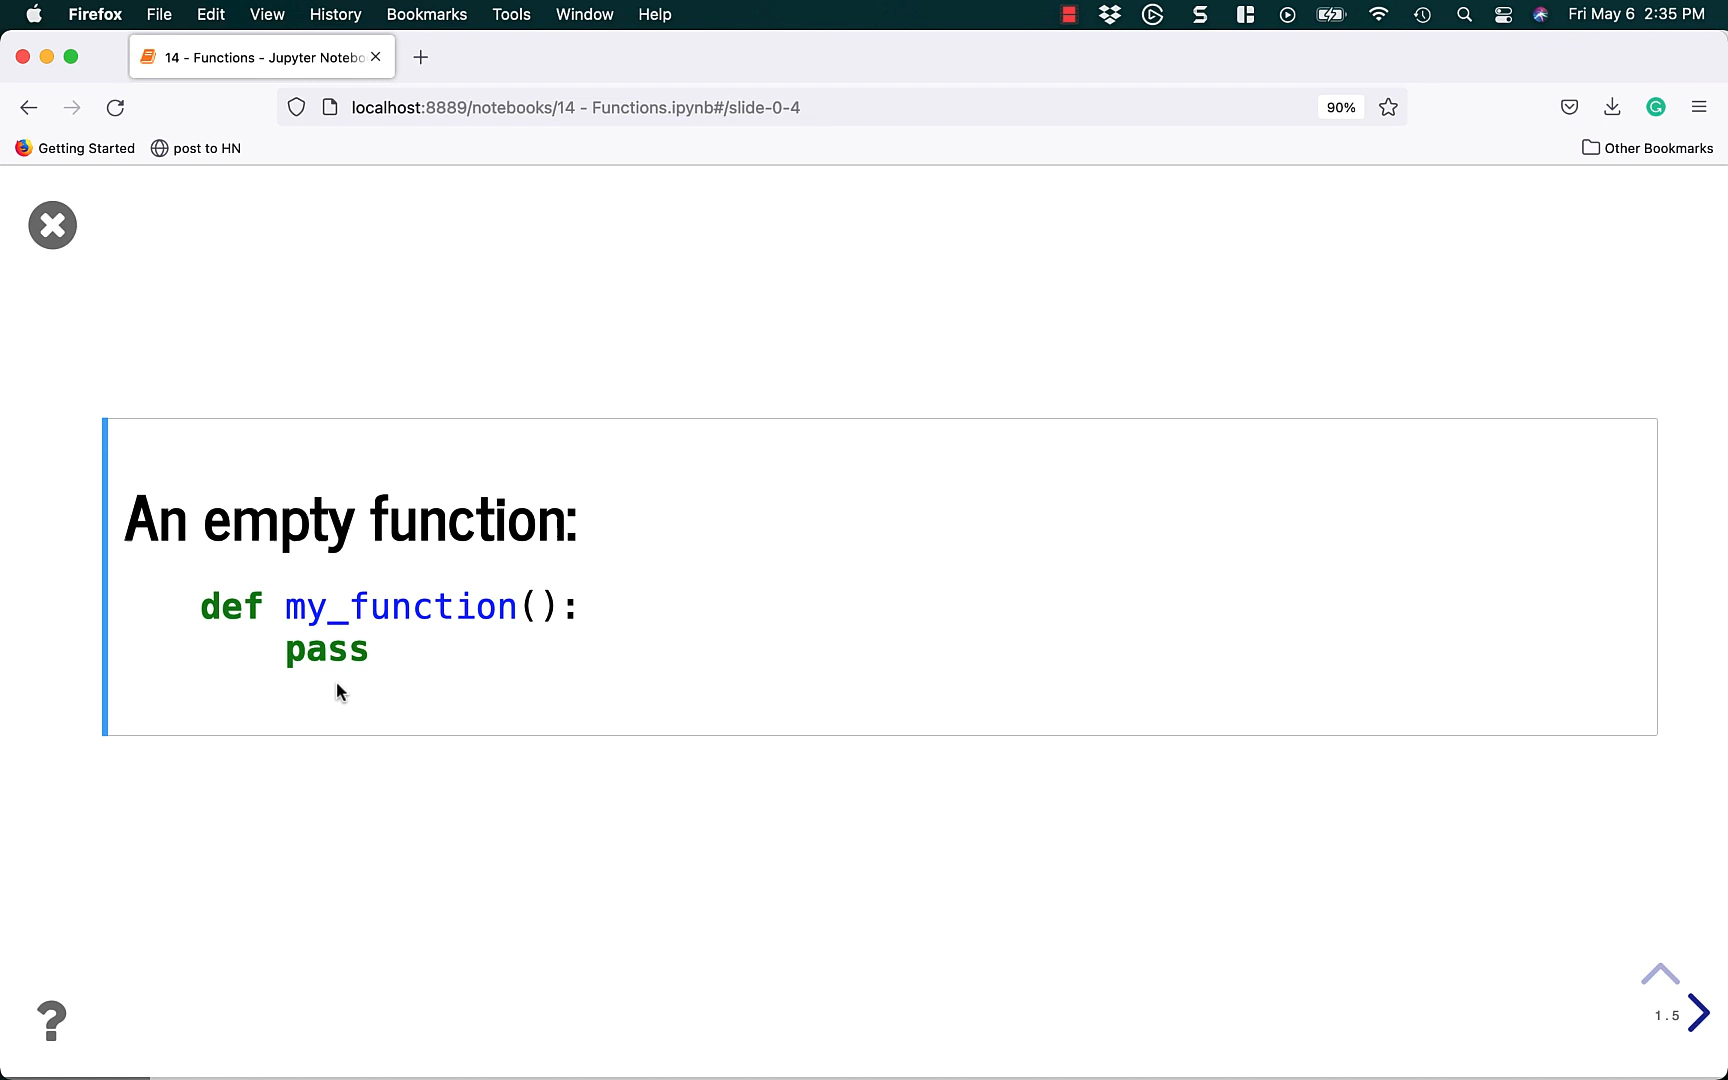 Firefox File Edit View History Bookmarks Tools Window Help Fri May 6 2:35 PM
14 - Functions - Jupyter Notebo
localhost:8889/notebooks/14 - Functions.ipynb#/slide-0-4 90%
Getting Started post to HN Other Bookmarks
An empty function:
def my_function():
pass
1.5
?